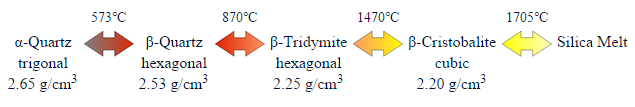 573°C 870°C 1470°C 1705°C
α-Quartz β-Quartz β-Tridymite β-Cristobalite Silica Melt
trigonal hexagonal hexagonal cubic
2.65 g/cm³ 2.53 g/cm³ 2.25 g/cm³ 2.20 g/cm³